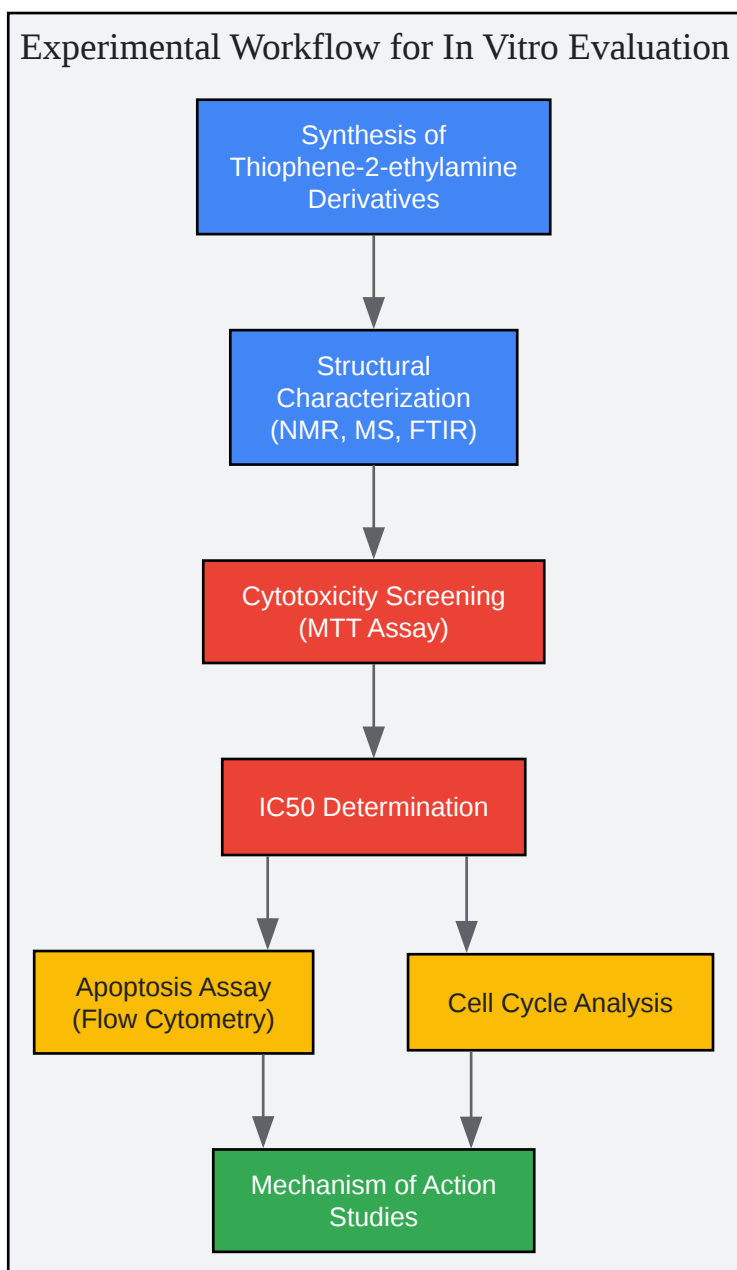 Experimental Workflow for In Vitro Evaluation
Synthesis of
Thiophene-2-ethylamine
Derivatives
Structural
Characterization
(NMR, MS, FTIR)
Cytotoxicity Screening
(MTT Assay)
IC50 Determination
Apoptosis Assay
(Flow Cytometry)
Cell Cycle Analysis
Mechanism of Action
Studies